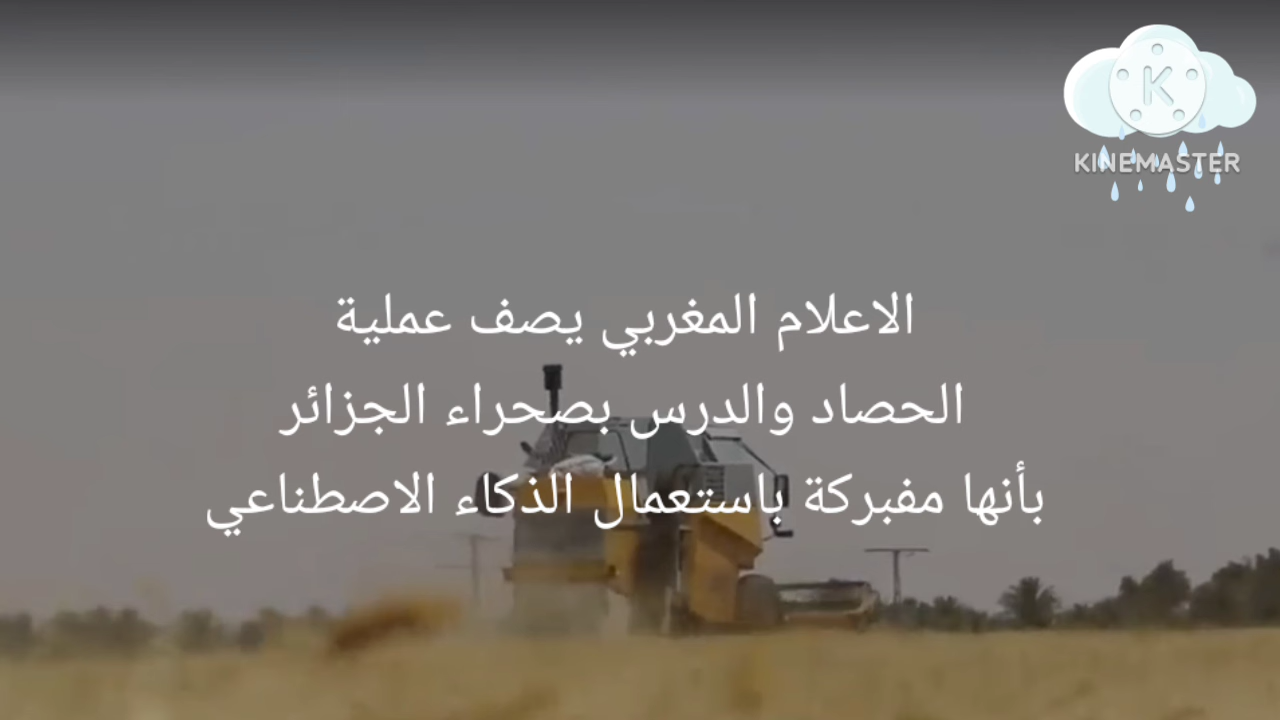 KINEMASTER
الاعلام المغربي يصف عملية
الحصاد والدرس بصحراء الجزائر
بأنها مفبركة باستعمال الذكاء الاصطناعي